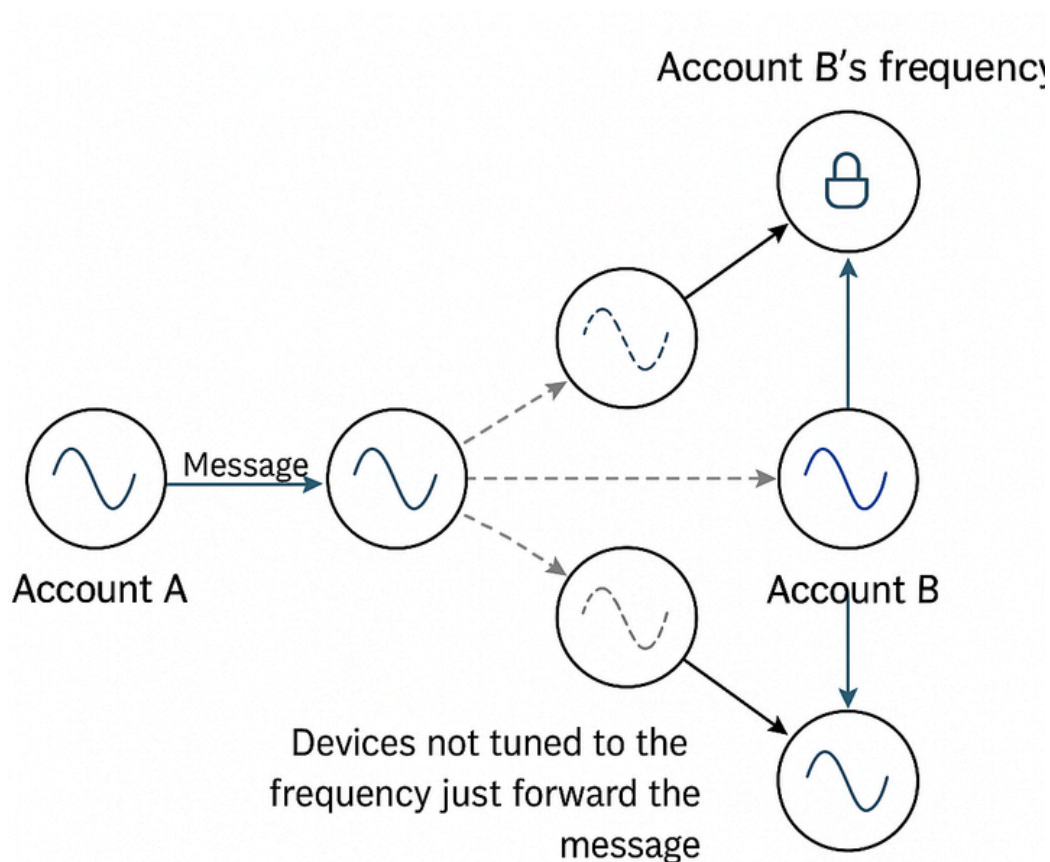 Account B's frequency
Message
Account A
Account B
Devices not tuned to the
frequency just forward the
message